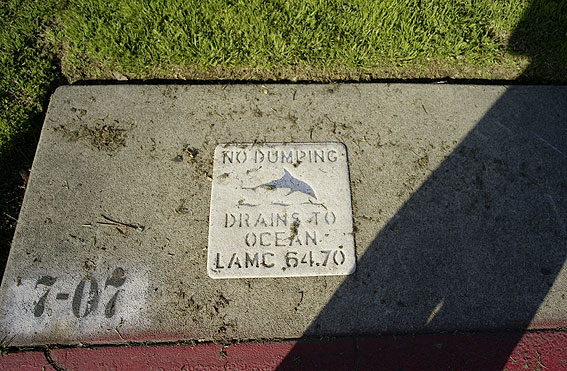 NO DUMPING
DRAINS TO
OCEAN
LAMC 64.70
7-07